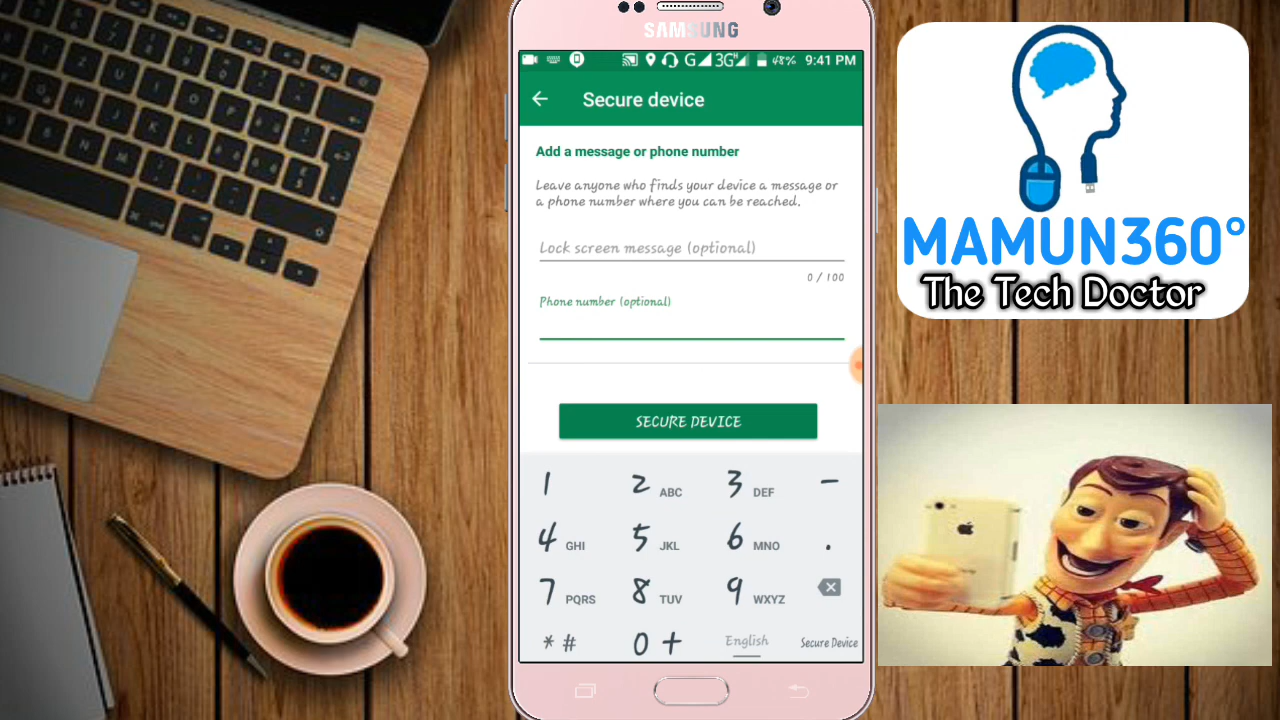 SAMSUNG
G 3G H 48% 9:41 PM
Secure device
Add a message or phone number
Leave anyone who finds your device a message or
a phone number where you can be reached.
Lock screen message (optional)
0 / 100
Phone number (optional)
SECURE DEVICE
1 2 ABC 3 DEF -
4 GHI 5 JKL 6 MNO .
7 PQRS 8 TUV 9 WXYZ
* # 0 + English Secure Device
MAMUN360°
The Tech Doctor